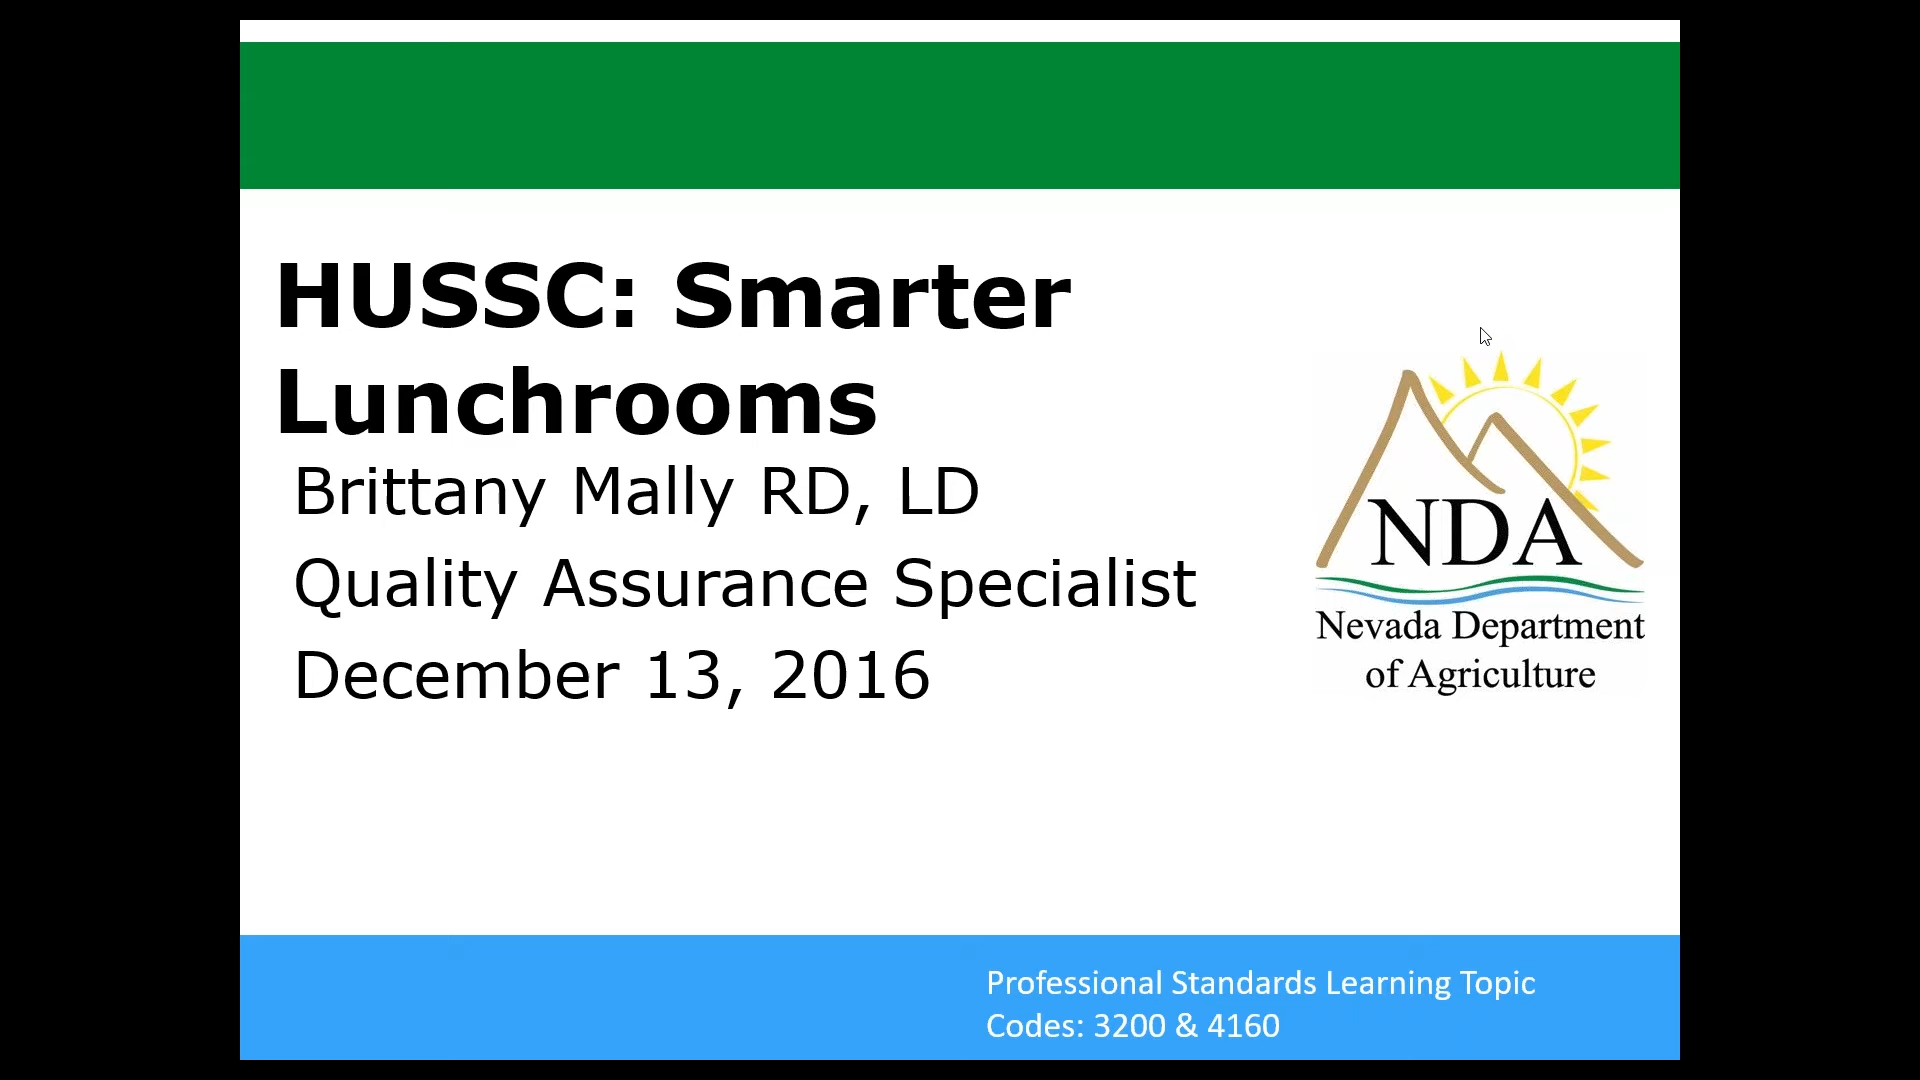 HUSSC: Smarter
Lunchrooms
Brittany Mally RD, LD
Quality Assurance Specialist
December 13, 2016
NDA
Nevada Department
of Agriculture
Professional Standards Learning Topic
Codes: 3200 & 4160